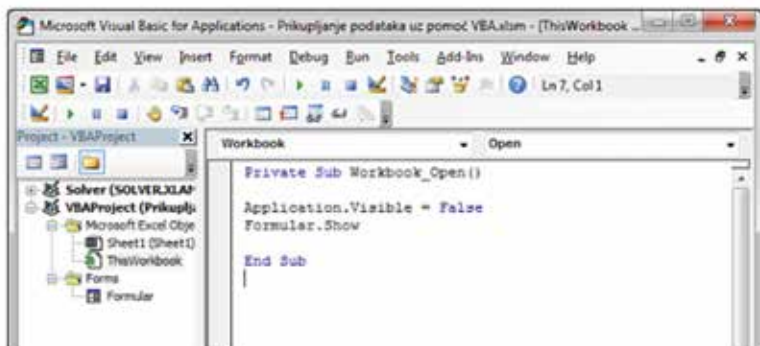 Microsoft Visual Basic for Applications - Prikupljanje podataka uz pomoć VBA.xlsm - [ThisWorkbook ...
File Edit View Insert Format Debug Run Tools Add-Ins Window Help
Ln 7, Col 1
Project - VBAProject
Workbook Open
Solver (SOLVER.XLAM
VBAProject (Prikuplja
Microsoft Excel Obje
Sheet1 (Sheet1)
ThisWorkbook
Forms
Formular
Private Sub Workbook_Open()
Application.Visible = False
Formular.Show
End Sub